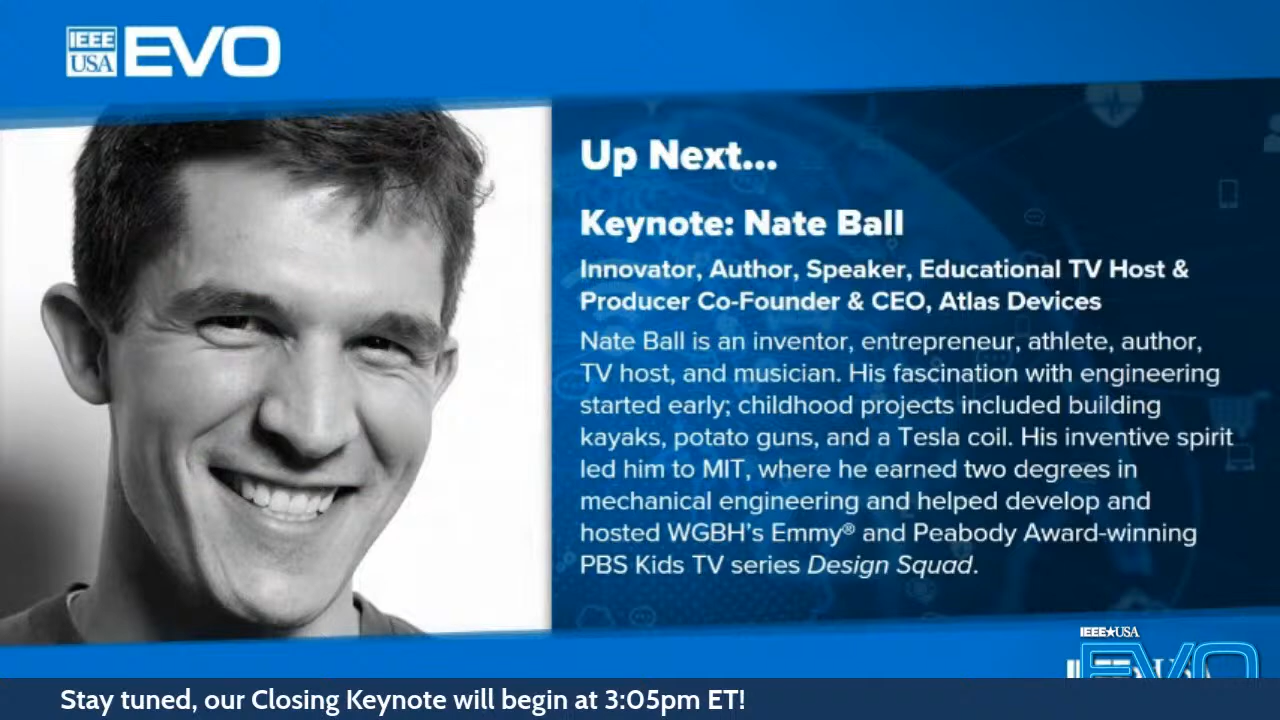 IEEE
USA
EVO
Up Next...
Keynote: Nate Ball
Innovator, Author, Speaker, Educational TV Host &
Producer Co-Founder & CEO, Atlas Devices
Nate Ball is an inventor, entrepreneur, athlete, author,
TV host, and musician. His fascination with engineering
started early; childhood projects included building
kayaks, potato guns, and a Tesla coil. His inventive spirit
led him to MIT, where he earned two degrees in
mechanical engineering and helped develop and
hosted WGBH's Emmy® and Peabody Award-winning
PBS Kids TV series Design Squad.
IEEE★USA
EVO
Stay tuned, our Closing Keynote will begin at 3:05pm ET!